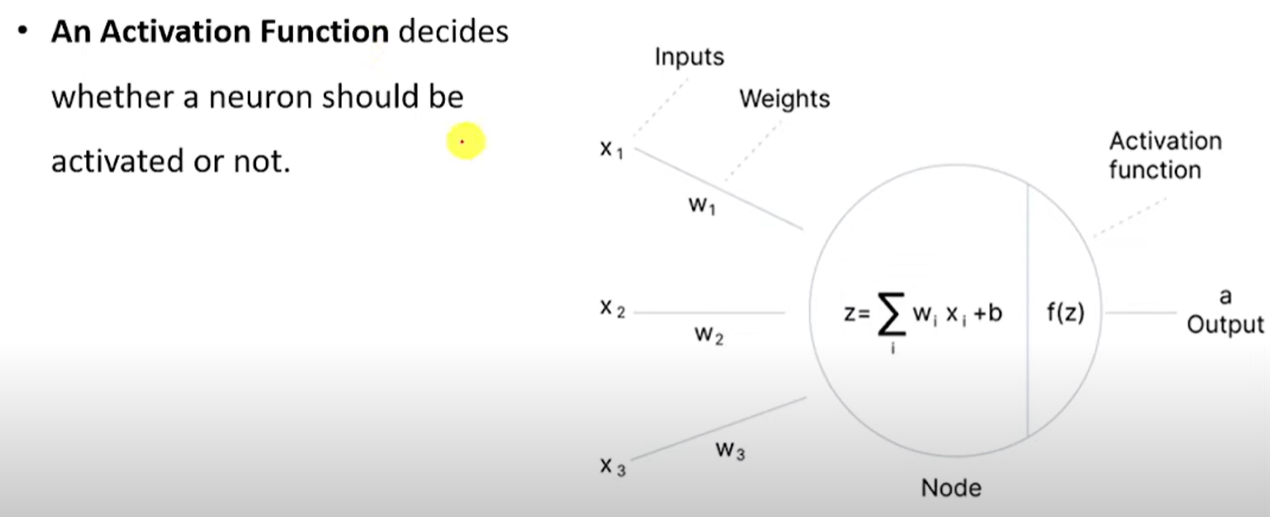 • An Activation Function decides
whether a neuron should be
activated or not.
Inputs
Weights
Activation
function
x₁
w₁
x₂
w₂
x₃
w₃
z= ∑ wᵢ xᵢ +b
i
f(z)
a
Output
Node